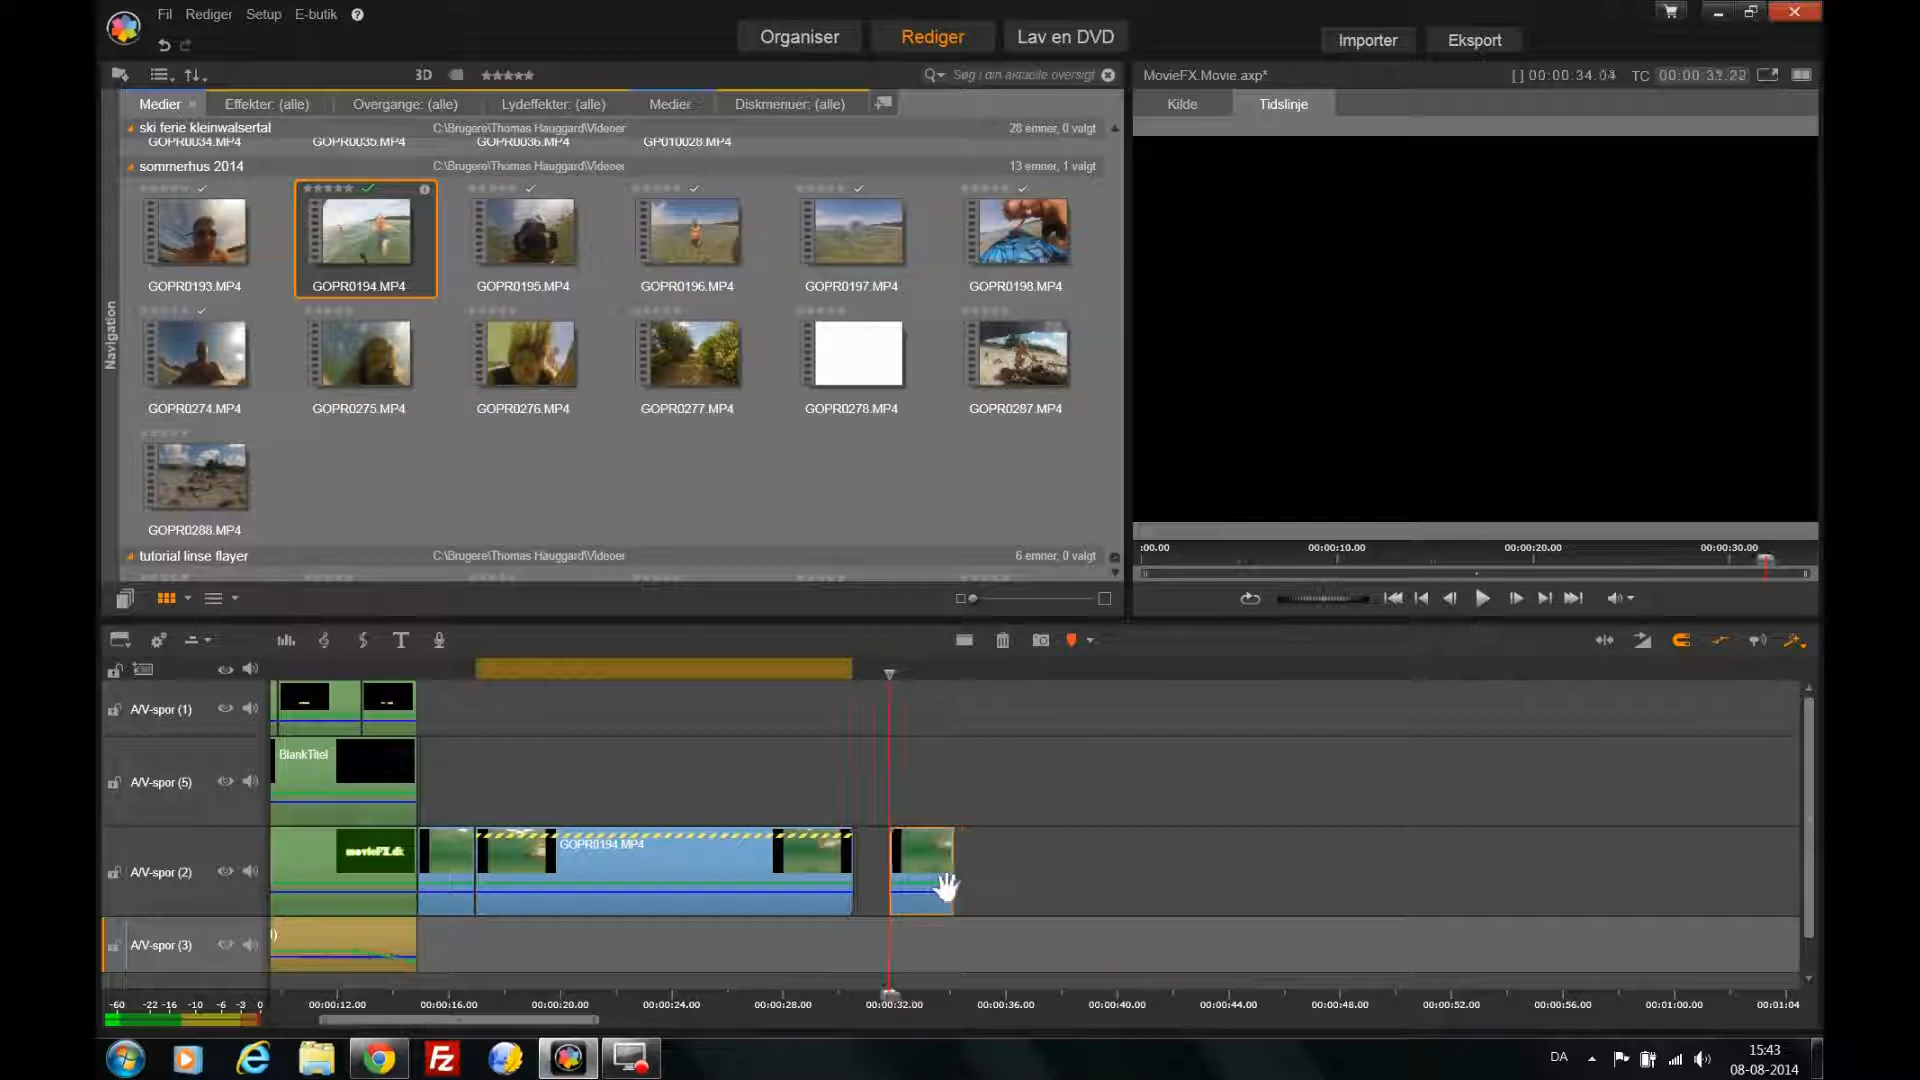 Fil Rediger Setup E-butik ?
Organiser Rediger Lav en DVD Importer Eksport
3D Søg i din aktuelle oversigt
MovieFX.Movie.axp* [ ] 00:00:34.04 TC 00:00:31.22
Medier Effekter: (alle) Overgange: (alle) Lydeffekter: (alle) Medier Diskmenuer: (alle)
Kilde Tidslinje
ski ferie kleinwalsertal C:\Brugere\Thomas Hauggard\Videoer 28 emner, 0 valgt
GOPR0034.MP4 GOPR0035.MP4 GOPR0036.MP4 GP010028.MP4
sommerhus 2014 C:\Brugere\Thomas Hauggard\Videoer 13 emner, 1 valgt
GOPR0193.MP4 GOPR0194.MP4 GOPR0195.MP4 GOPR0196.MP4 GOPR0197.MP4 GOPR0198.MP4
Navigation
GOPR0274.MP4 GOPR0275.MP4 GOPR0276.MP4 GOPR0277.MP4 GOPR0278.MP4 GOPR0287.MP4
GOPR0288.MP4
tutorial linse flayer C:\Brugere\Thomas Hauggard\Videoer 6 emner, 0 valgt
:00.00 00:00:10.00 00:00:20.00 00:00:30.00
A/V-spor (1)
BlankTitel
A/V-spor (5)
GOPR0194.MP4
movieFX.dk
A/V-spor (2)
A/V-spor (3)
-60 -22 -16 -10 -6 -3 0 00:00:12.00 00:00:16.00 00:00:20.00 00:00:24.00 00:00:28.00 00:00:32.00 00:00:36.00 00:00:40.00 00:00:44.00 00:00:48.00 00:00:52.00 00:00:56.00 00:01:00.00 00:01:04
DA 15:43
08-08-2014